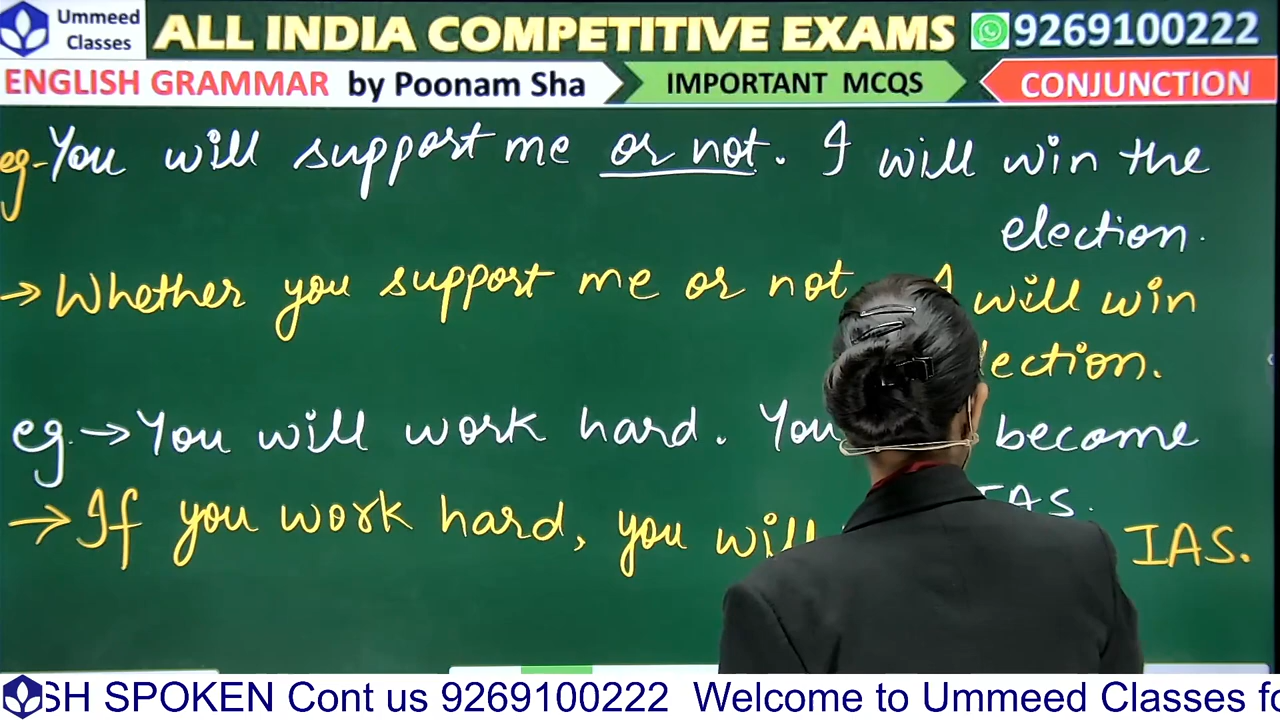 Ummeed
Classes
ALL INDIA COMPETITIVE EXAMS
9269100222
ENGLISH GRAMMAR by Poonam Sha
IMPORTANT MCQS
CONJUNCTION
eg-You will support me or not. I will win the
election.
→ Whether you support me or not I will win
lection.
eg.→ You will work hard. You become
IAS.
→ If you work hard, you will IAS.
SH SPOKEN Cont us 9269100222 Welcome to Ummeed Classes fo